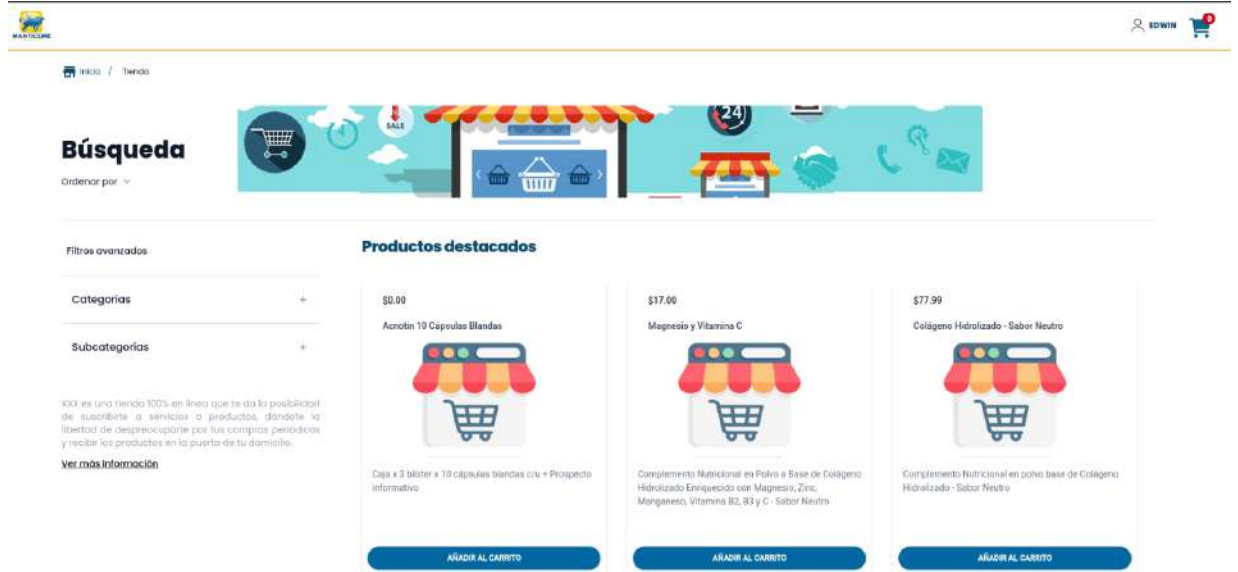 MANTICORE
EDWIN
0
Inicio / Tienda
SALE
24
Búsqueda
Ordenar por
Filtros avanzados
Categorías +
Subcategorías +
XXX es una tienda 100% en línea que te da la posibilidad
de suscribirte a servicios o productos, dándote la
libertad de despreocuparte por tus compras periódicas
y recibir los productos en la puerta de tu domicilio.
Ver más información
Productos destacados
$0.00
Acnotin 10 Cápsulas Blandas
Caja x 3 blíster x 10 cápsulas blandas c/u + Prospecto
informativo
AÑADIR AL CARRITO
$17.00
Magnesio y Vitamina C
Complemento Nutricional en Polvo a Base de Colágeno
Hidrolizado Enriquecido con Magnesio, Zinc,
Manganeso, Vitamina B2, B3 y C - Sabor Neutro
AÑADIR AL CARRITO
$77.99
Colágeno Hidrolizado - Sabor Neutro
Complemento Nutricional en polvo base de Colágeno
Hidrolizado - Sabor Neutro
AÑADIR AL CARRITO